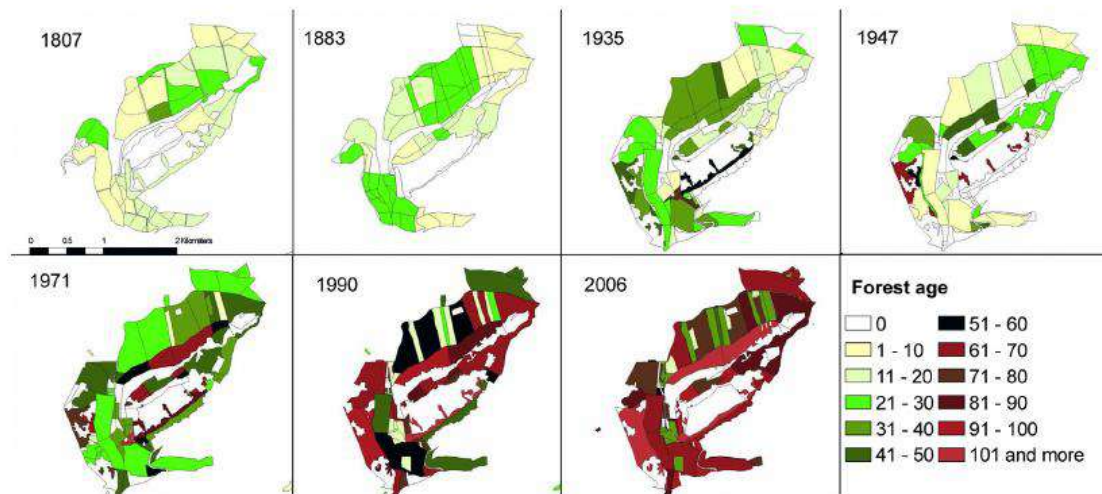 1807
1883
1935
1947
0 0.5 1 2 Kilometers
1971
1990
2006
Forest age
0
1 - 10
11 - 20
21 - 30
31 - 40
41 - 50
51 - 60
61 - 70
71 - 80
81 - 90
91 - 100
101 and more